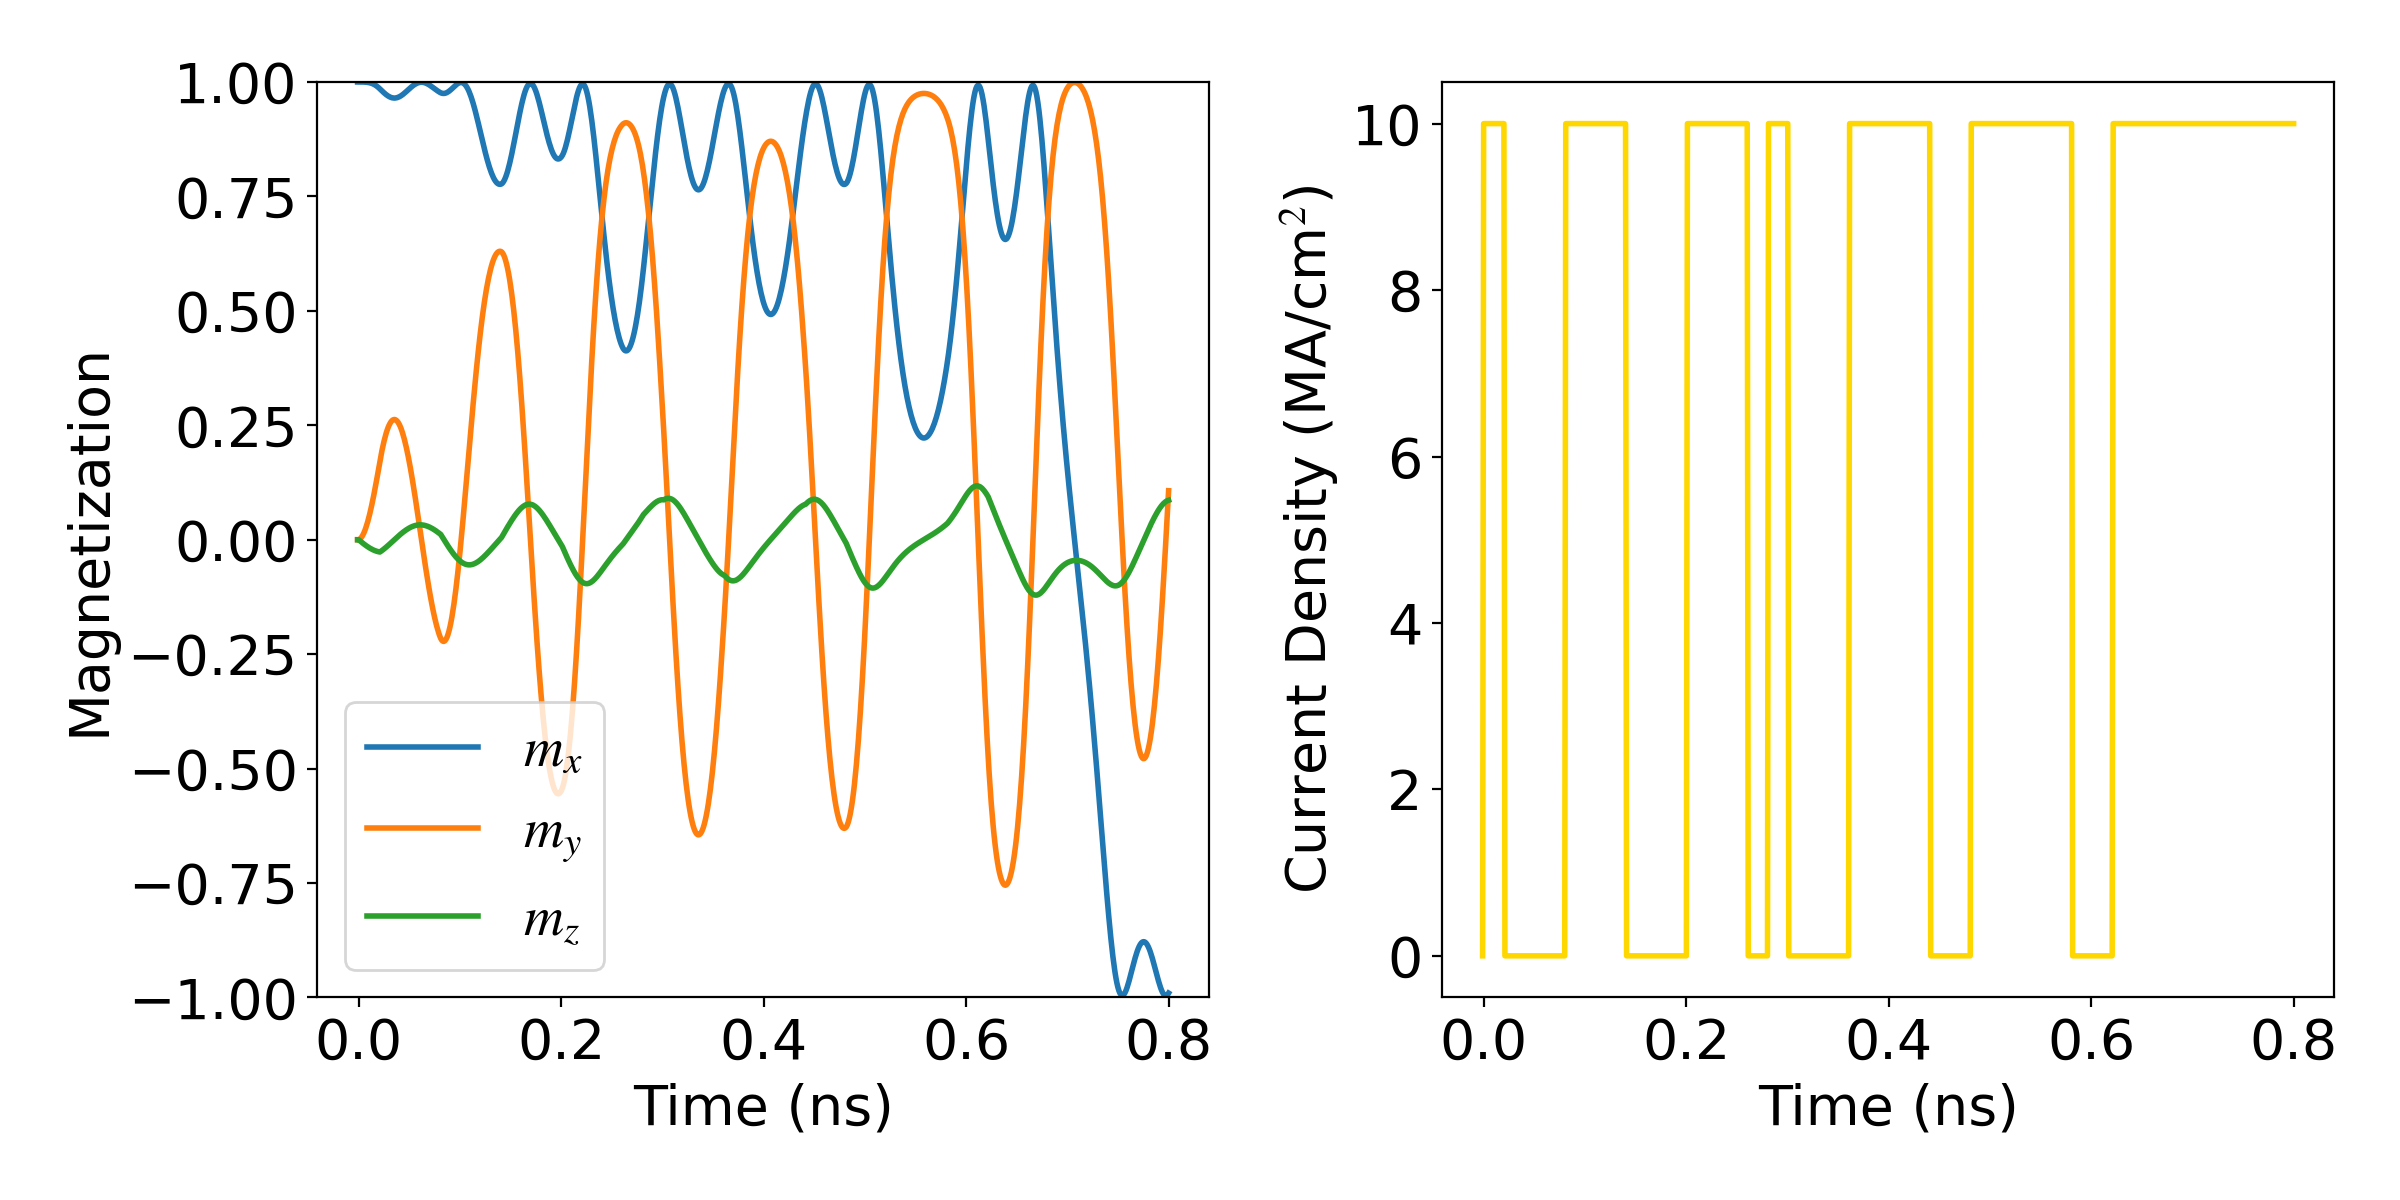 1.00
0.75
0.50
0.25
0.00
−0.25
−0.50
−0.75
−1.00
Magnetization
m_x
m_y
m_z
0.0 0.2 0.4 0.6 0.8
Time (ns)
10
8
6
4
2
0
Current Density (MA/cm²)
0.0 0.2 0.4 0.6 0.8
Time (ns)